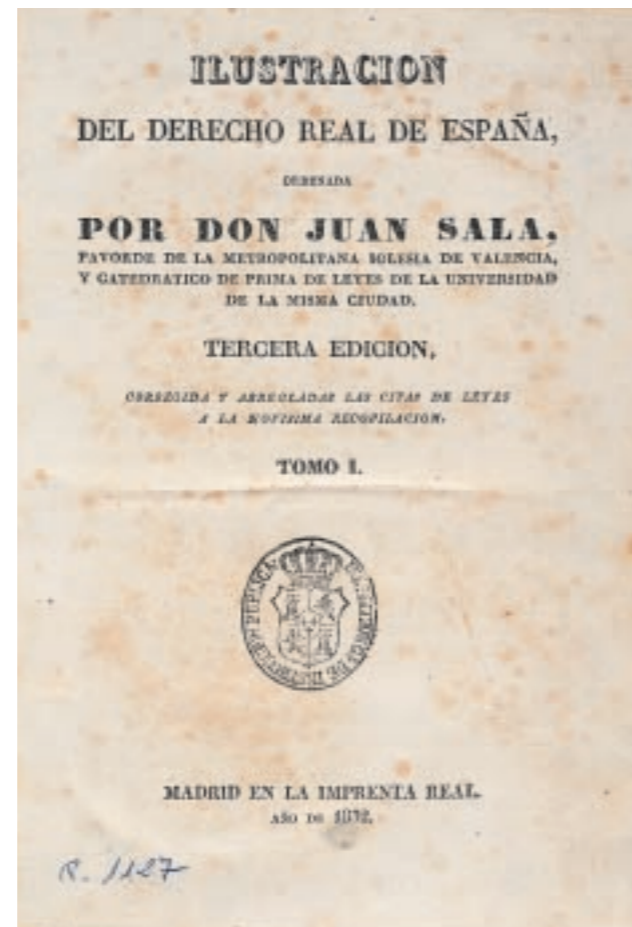 ILUSTRACION
DEL DERECHO REAL DE ESPAÑA,
ORDENADA
POR DON JUAN SALA,
PAVORDE DE LA METROPOLITANA IGLESIA DE VALENCIA,
Y CATEDRATICO DE PRIMA DE LEYES DE LA UNIVERSIDAD
DE LA MISMA CIUDAD.
TERCERA EDICION,
CORREGIDA Y ARREGLADAS LAS CITAS DE LEYES
A LA NOVISIMA RECOPILACION.
TOMO I.
MADRID EN LA IMPRENTA REAL.
AÑO DE 1832.
R. 1127